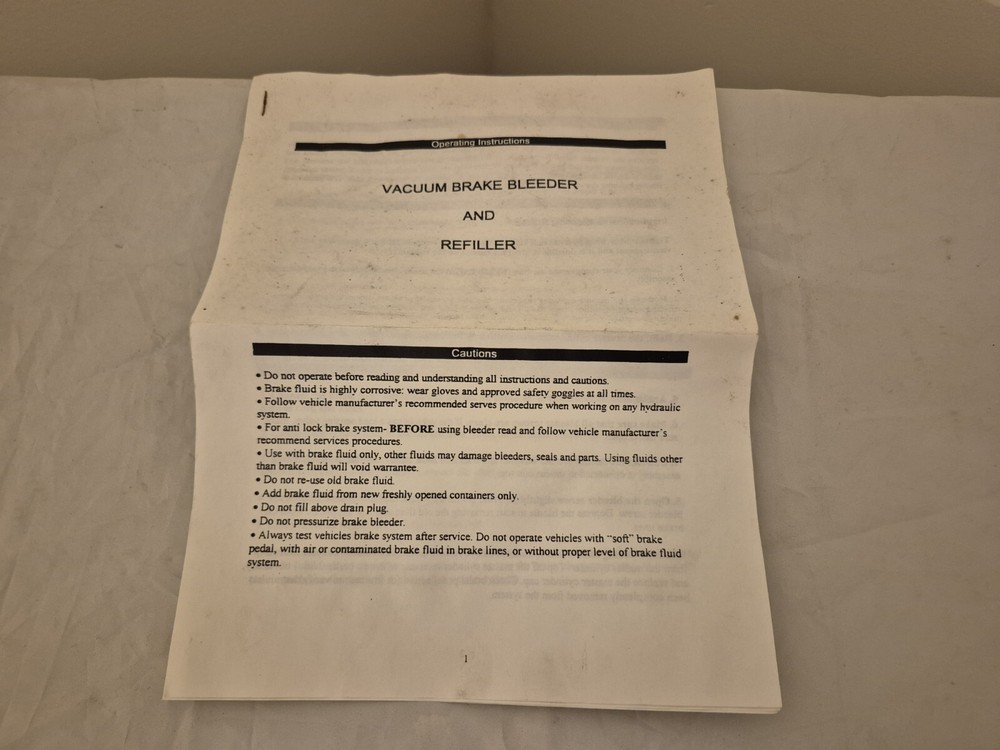 Operating Instructions
VACUUM BRAKE BLEEDER
AND
REFILLER
Cautions
• Do not operate before reading and understanding all instructions and cautions.
• Brake fluid is highly corrosive: wear gloves and approved safety goggles at all times.
• Follow vehicle manufacturer's recommended serves procedure when working on any hydraulic
system.
• For anti lock brake system- BEFORE using bleeder read and follow vehicle manufacturer's
recommend services procedures.
• Use with brake fluid only, other fluids may damage bleeders, seals and parts. Using fluids other
than brake fluid will void warrantee.
• Do not re-use old brake fluid.
• Add brake fluid from new freshly opened containers only.
• Do not fill above drain plug.
• Do not pressurize brake bleeder.
• Always test vehicles brake system after service. Do not operate vehicles with "soft" brake
pedal, with air or contaminated brake fluid in brake lines, or without proper level of brake fluid
system.
1